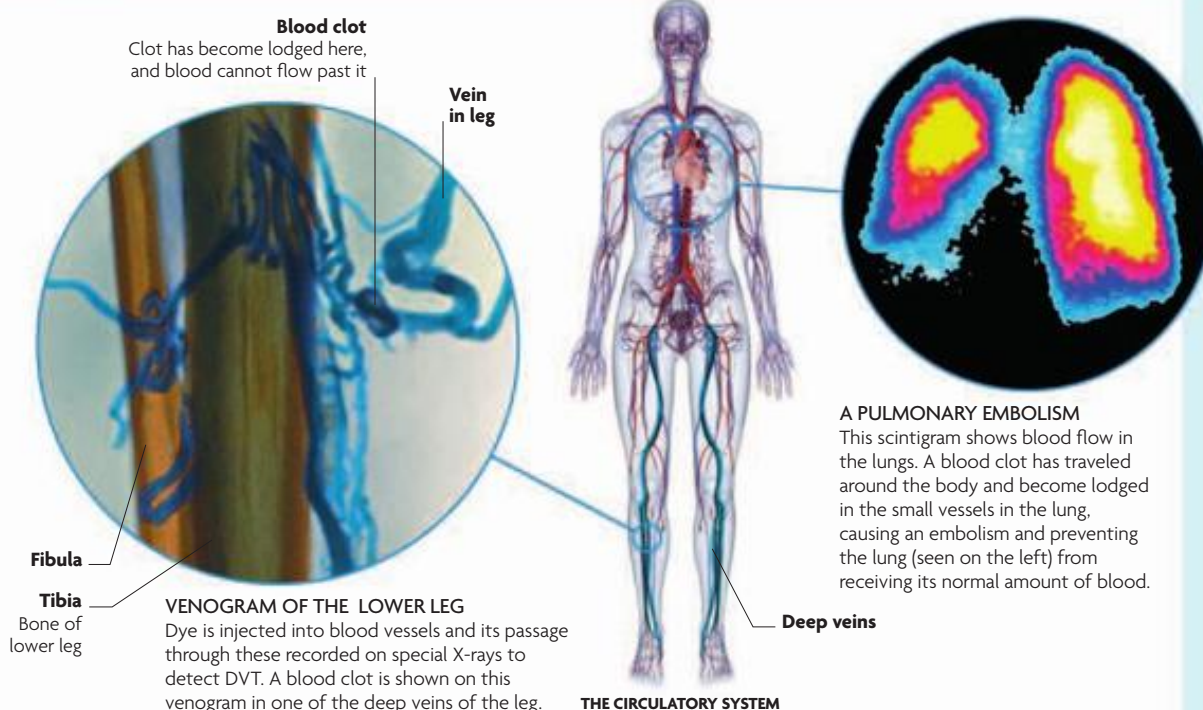 Blood clot
Clot has become lodged here,
and blood cannot flow past it
Vein
in leg
Fibula
Tibia
Bone of
lower leg
VENOGRAM OF THE LOWER LEG
Dye is injected into blood vessels and its passage
through these recorded on special X-rays to
detect DVT. A blood clot is shown on this
venogram in one of the deep veins of the leg.
Deep veins
THE CIRCULATORY SYSTEM
A PULMONARY EMBOLISM
This scintigram shows blood flow in
the lungs. A blood clot has traveled
around the body and become lodged
in the small vessels in the lung,
causing an embolism and preventing
the lung (seen on the left) from
receiving its normal amount of blood.